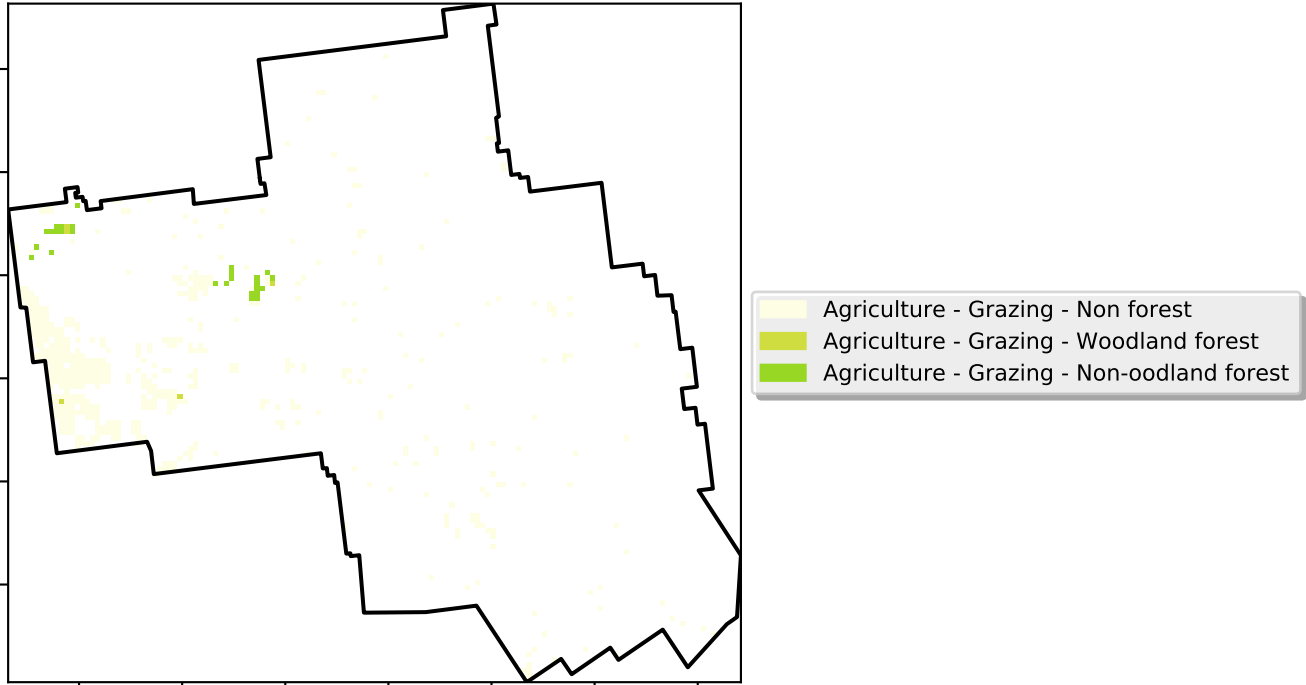 Agriculture - Grazing - Non forest
Agriculture - Grazing - Woodland forest
Agriculture - Grazing - Non-oodland forest